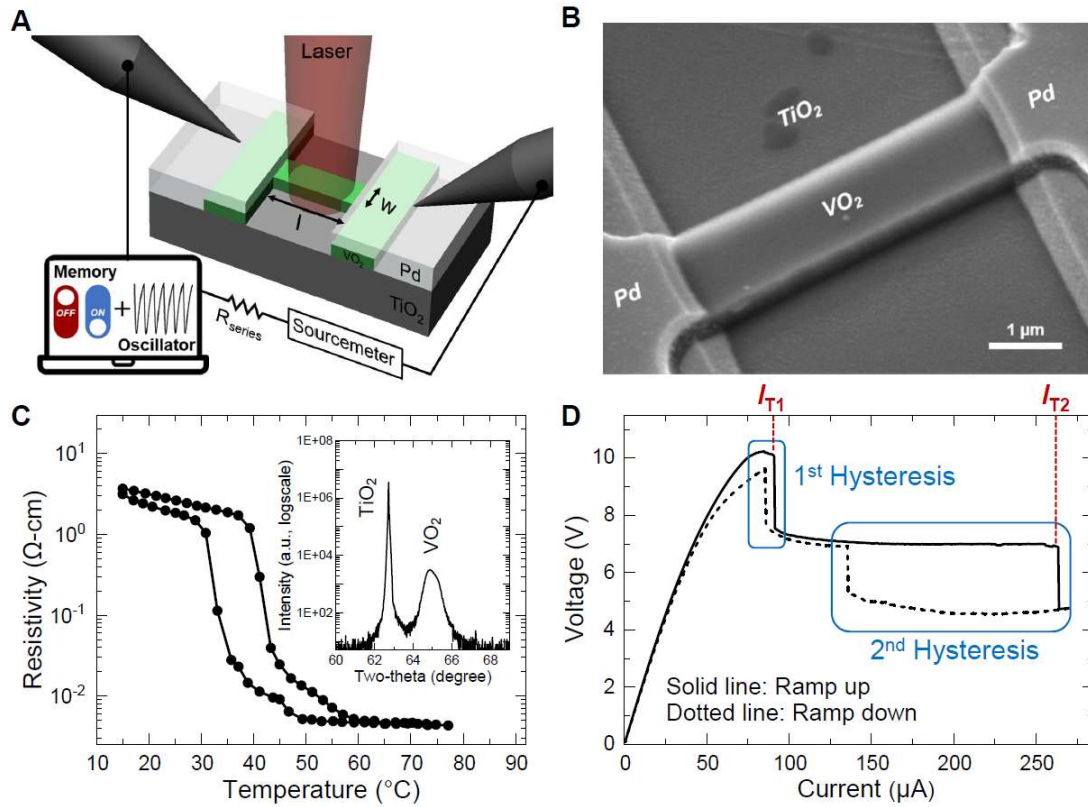 A
Laser
w
l
VO₂
Pd
TiO₂
Memory
OFF
ON
+
Oscillator
Rseries
Sourcemeter
B
TiO₂
Pd
VO₂
Pd
1 μm
C
Resistivity (Ω-cm)
10¹
10⁰
10⁻¹
10⁻²
10 20 30 40 50 60 70 80 90
Temperature (°C)
Intensity (a.u., logscale)
1E+08
1E+06
1E+04
1E+02
TiO₂
VO₂
60 62 64 66 68
Two-theta (degree)
D
IT1
IT2
Voltage (V)
10
8
6
4
2
0
1st Hysteresis
2nd Hysteresis
Solid line: Ramp up
Dotted line: Ramp down
0 50 100 150 200 250
Current (μA)